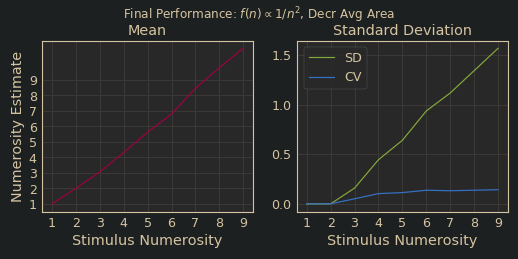 Final Performance: f(n) ∝ 1/n², Decr Avg Area
Mean
Numerosity Estimate
9
8
7
6
5
4
3
2
1
1 2 3 4 5 6 7 8 9
Stimulus Numerosity
Standard Deviation
SD
CV
1.5
1.0
0.5
0.0
1 2 3 4 5 6 7 8 9
Stimulus Numerosity